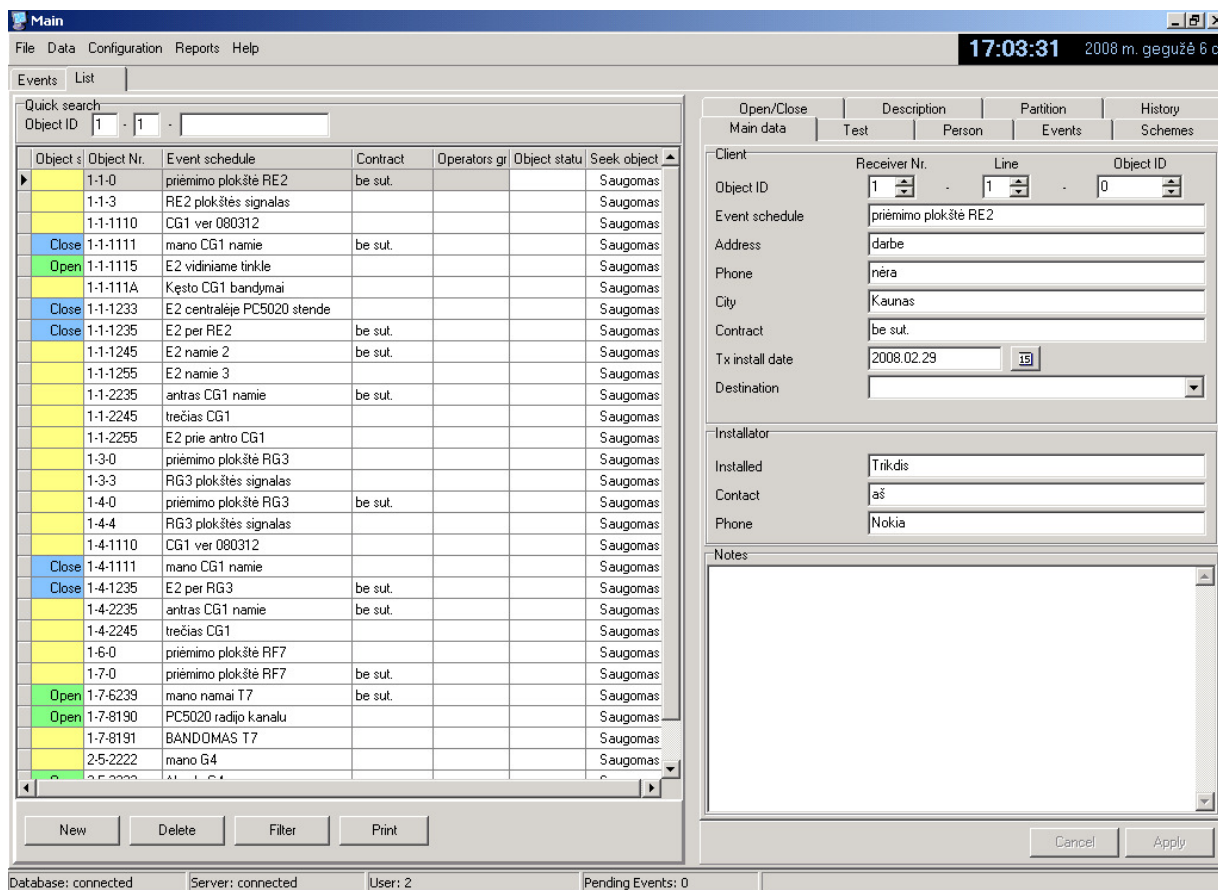 Main
File Data Configuration Reports Help
17:03:31 2008 m. gegužė 6 d
Events List
Quick search
Object ID 1 - 1 -
Object s Object Nr. Event schedule Contract Operators gr Object statu Seek object
1-1-0 priėmimo plokštė RE2 be sut. Saugomas
1-1-3 RE2 plokštės signalas Saugomas
1-1-1110 CG1 ver 080312 Saugomas
Close 1-1-1111 mano CG1 namie be sut. Saugomas
Open 1-1-1115 E2 vidiniame tinkle Saugomas
1-1-111A Kęsto CG1 bandymai Saugomas
Close 1-1-1233 E2 centralėje PC5020 stende Saugomas
Close 1-1-1235 E2 per RE2 be sut. Saugomas
1-1-1245 E2 namie 2 be sut. Saugomas
1-1-1255 E2 namie 3 Saugomas
1-1-2235 antras CG1 namie be sut. Saugomas
1-1-2245 trečias CG1 Saugomas
1-1-2255 E2 prie antro CG1 Saugomas
1-3-0 priėmimo plokštė RG3 Saugomas
1-3-3 RG3 plokštės signalas Saugomas
1-4-0 priėmimo plokštė RG3 be sut. Saugomas
1-4-4 RG3 plokštės signalas Saugomas
1-4-1110 CG1 ver 080312 Saugomas
Close 1-4-1111 mano CG1 namie Saugomas
Close 1-4-1235 E2 per RG3 be sut. Saugomas
1-4-2235 antras CG1 namie be sut. Saugomas
1-4-2245 trečias CG1 Saugomas
1-6-0 priėmimo plokštė RF7 Saugomas
1-7-0 priėmimo plokštė RF7 be sut. Saugomas
Open 1-7-6239 mano namai T7 be sut. Saugomas
Open 1-7-8190 PC5020 radijo kanalu Saugomas
1-7-8191 BANDOMAS T7 Saugomas
2-5-2222 mano G4 Saugomas
New Delete Filter Print
Open/Close Description Partition History
Main data Test Person Events Schemes
Client
Receiver Nr. Line Object ID
Object ID 1 - 1 - 0
Event schedule priėmimo plokštė RE2
Address darbe
Phone nėra
City Kaunas
Contract be sut.
Tx install date 2008.02.29 15
Destination
Installator
Installed Trikdis
Contact aš
Phone Nokia
Notes
Cancel Apply
Database: connected Server: connected User: 2 Pending Events: 0